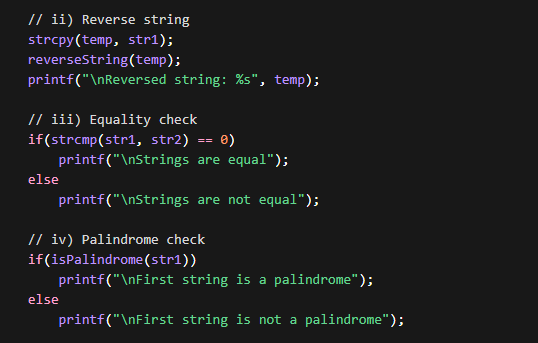 // ii) Reverse string
strcpy(temp, str1);
reverseString(temp);
printf("\nReversed string: %s", temp);

// iii) Equality check
if(strcmp(str1, str2) == 0)
    printf("\nStrings are equal");
else
    printf("\nStrings are not equal");

// iv) Palindrome check
if(isPalindrome(str1))
    printf("\nFirst string is a palindrome");
else
    printf("\nFirst string is not a palindrome");